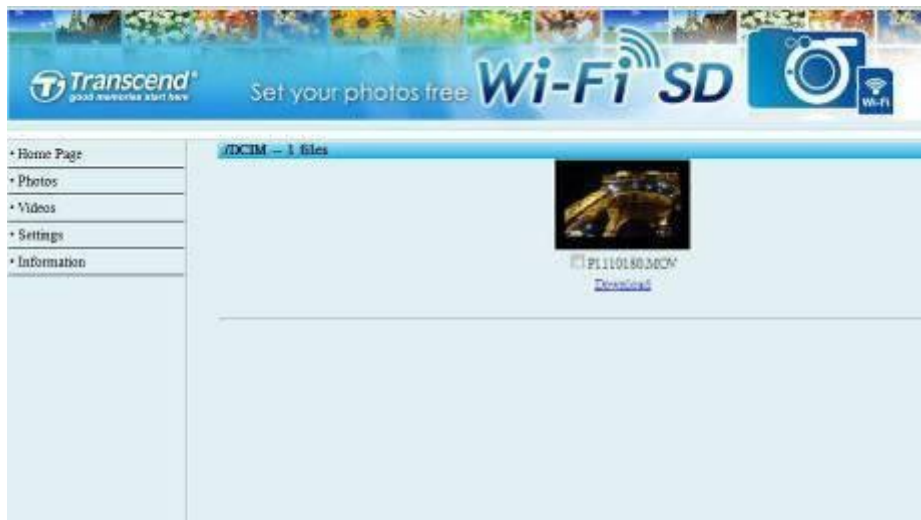 Transcend®
good memories start here
Set your photos free Wi-Fi SD
Wi-Fi
• Home Page
• Photos
• Videos
• Settings
• Information
/DCIM -- 1 files
P1110180.MOV
Download